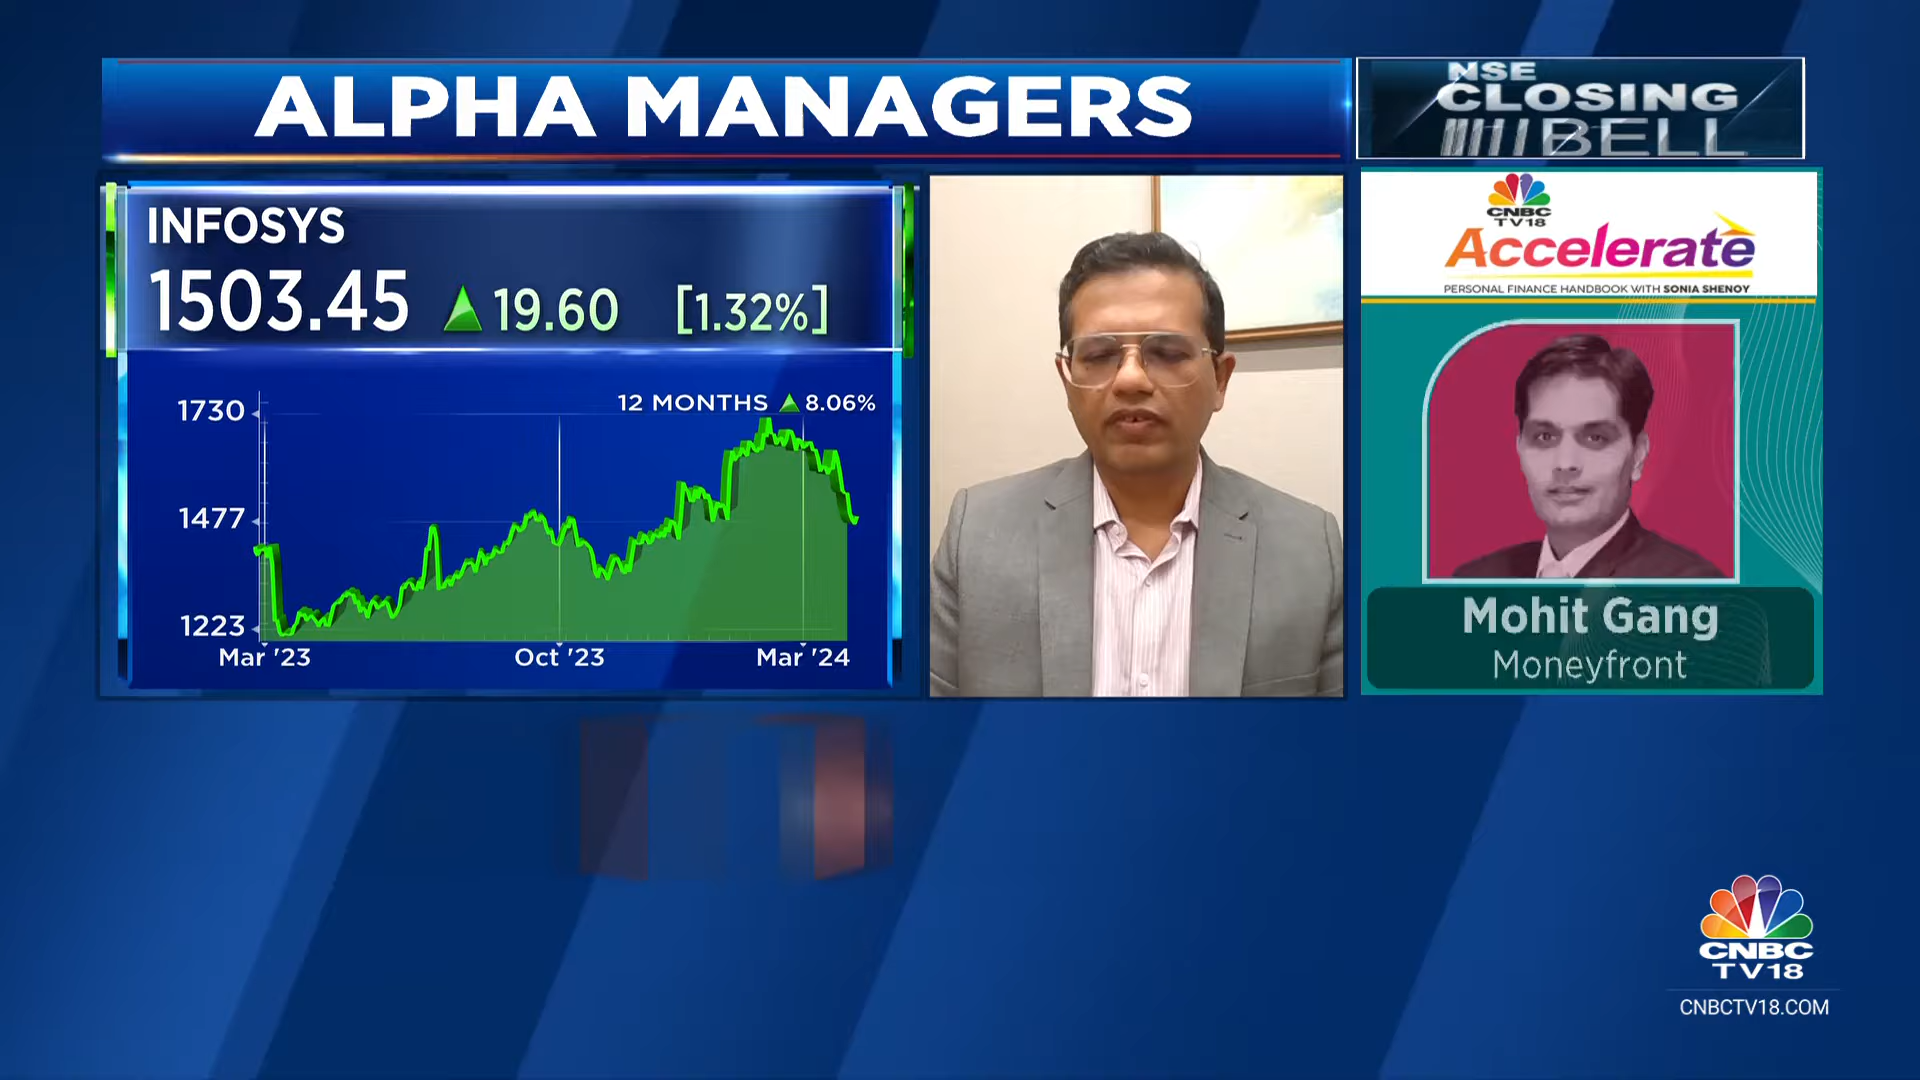 ALPHA MANAGERS
NSE
CLOSING
BELL
INFOSYS
1503.45 ▲ 19.60 [1.32%]
12 MONTHS ▲ 8.06%
1730
1477
1223
Mar '23 Oct '23 Mar '24
CNBC
TV18
Accelerate
PERSONAL FINANCE HANDBOOK WITH SONIA SHENOY
Mohit Gang
Moneyfront
CNBC
TV18
CNBCTV18.COM